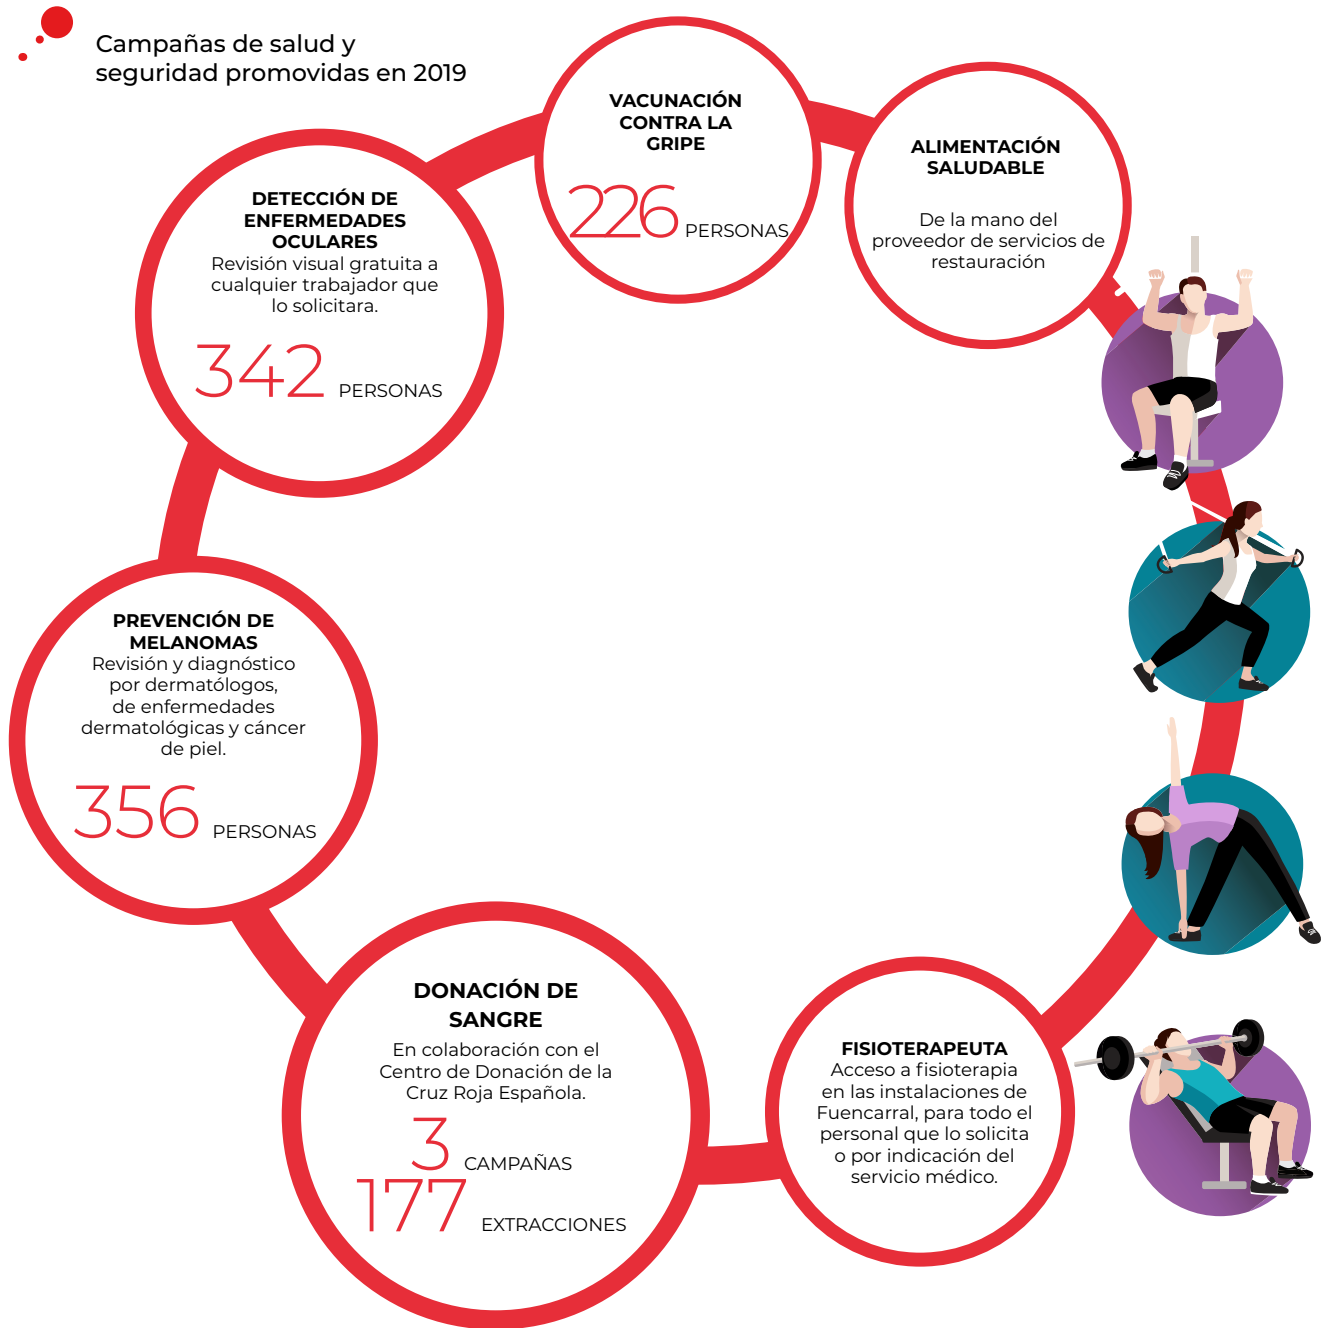 Campañas de salud y
seguridad promovidas en 2019
VACUNACIÓN
CONTRA LA
GRIPE
226 PERSONAS
ALIMENTACIÓN
SALUDABLE
De la mano del
proveedor de servicios de
restauración
DETECCIÓN DE
ENFERMEDADES
OCULARES
Revisión visual gratuita a
cualquier trabajador que
lo solicitara.
342 PERSONAS
PREVENCIÓN DE
MELANOMAS
Revisión y diagnóstico
por dermatólogos,
de enfermedades
dermatológicas y cáncer
de piel.
356 PERSONAS
DONACIÓN DE
SANGRE
En colaboración con el
Centro de Donación de la
Cruz Roja Española.
3 CAMPAÑAS
177 EXTRACCIONES
FISIOTERAPEUTA
Acceso a fisioterapia
en las instalaciones de
Fuencarral, para todo el
personal que lo solicita
o por indicación del
servicio médico.